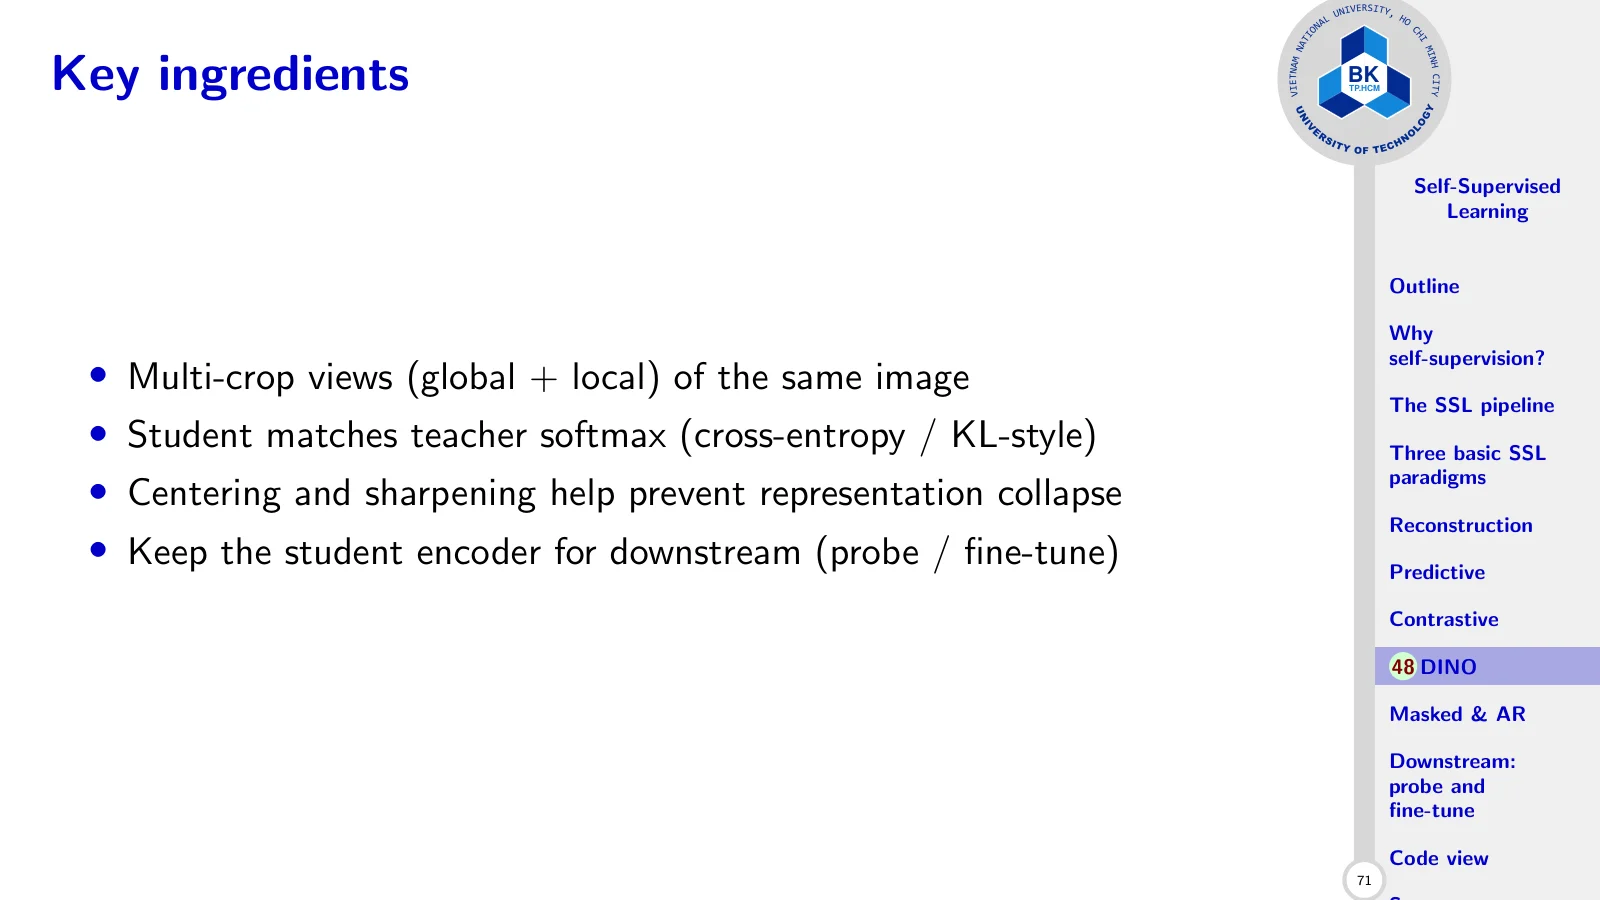 Key ingredients
• Multi-crop views (global + local) of the same image
• Student matches teacher softmax (cross-entropy / KL-style)
• Centering and sharpening help prevent representation collapse
• Keep the student encoder for downstream (probe / fine-tune)
VIETNAM NATIONAL UNIVERSITY, HO CHI MINH CITY
BK
TP.HCM
UNIVERSITY OF TECHNOLOGY
Self-Supervised
Learning
Outline
Why
self-supervision?
The SSL pipeline
Three basic SSL
paradigms
Reconstruction
Predictive
Contrastive
48 DINO
Masked & AR
Downstream:
probe and
fine-tune
Code view
71